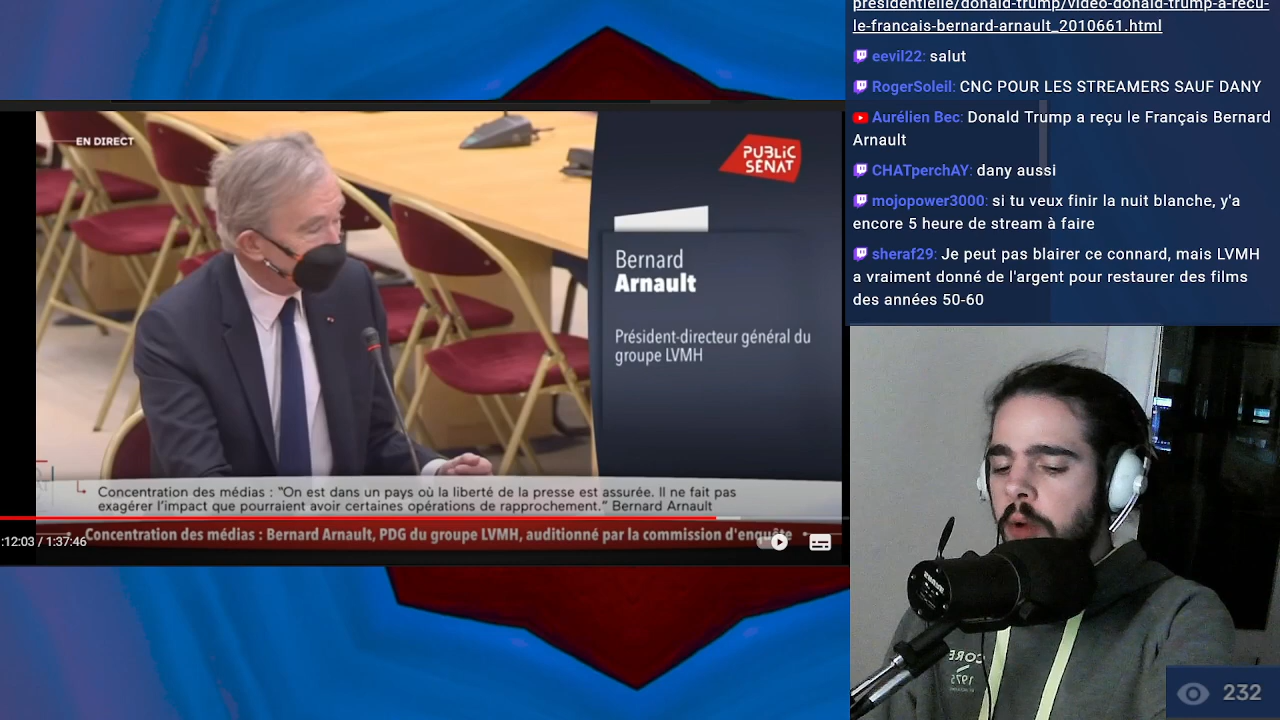 presidentielle/donald-trump/video-donald-trump-a-recu-
le-francais-bernard-arnault_2010661.html
eevil22: salut
RogerSoleil: CNC POUR LES STREAMERS SAUF DANY
Aurélien Bec: Donald Trump a reçu le Français Bernard
Arnault
CHATperchAY: dany aussi
mojopower3000: si tu veux finir la nuit blanche, y'a
encore 5 heure de stream à faire
sheraf29: Je peut pas blairer ce connard, mais LVMH
a vraiment donné de l'argent pour restaurer des films
des années 50-60
EN DIRECT
PUBLIC
SÉNAT
Bernard
Arnault
Président-directeur général du
groupe LVMH
Concentration des médias : "On est dans un pays où la liberté de la presse est assurée. Il ne fait pas
exagérer l'impact que pourraient avoir certaines opérations de rapprochement." Bernard Arnault
Concentration des médias : Bernard Arnault, PDG du groupe LVMH, auditionné par la commission d'enquête
:12:03 / 1:37:46
CORE
1975
232